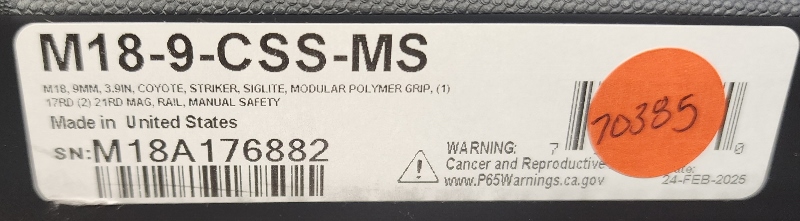 M18-9-CSS-MS
M18, 9MM, 3.9IN, COYOTE, STRIKER, SIGLITE, MODULAR POLYMER GRIP, (1)
17RD (2) 21RD MAG, RAIL, MANUAL SAFETY
Made in United States
SN: M18A176882
WARNING:
Cancer and Reproductive
www.P65Warnings.ca.gov
7 0
70385
24-FEB-2025